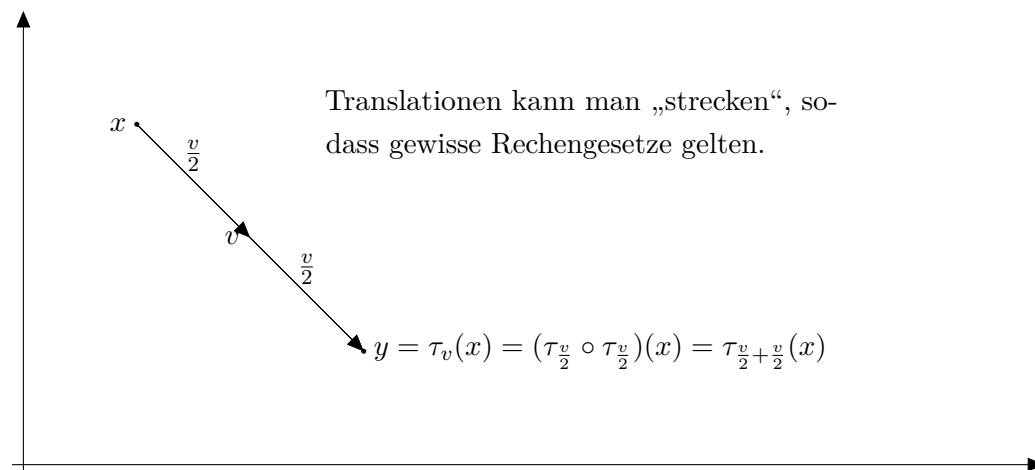 Translationen kann man „strecken“, so-
dass gewisse Rechengesetze gelten.
x
v/2
v
v/2
y = τ_v(x) = (τ_{v/2} ∘ τ_{v/2})(x) = τ_{v/2+v/2}(x)